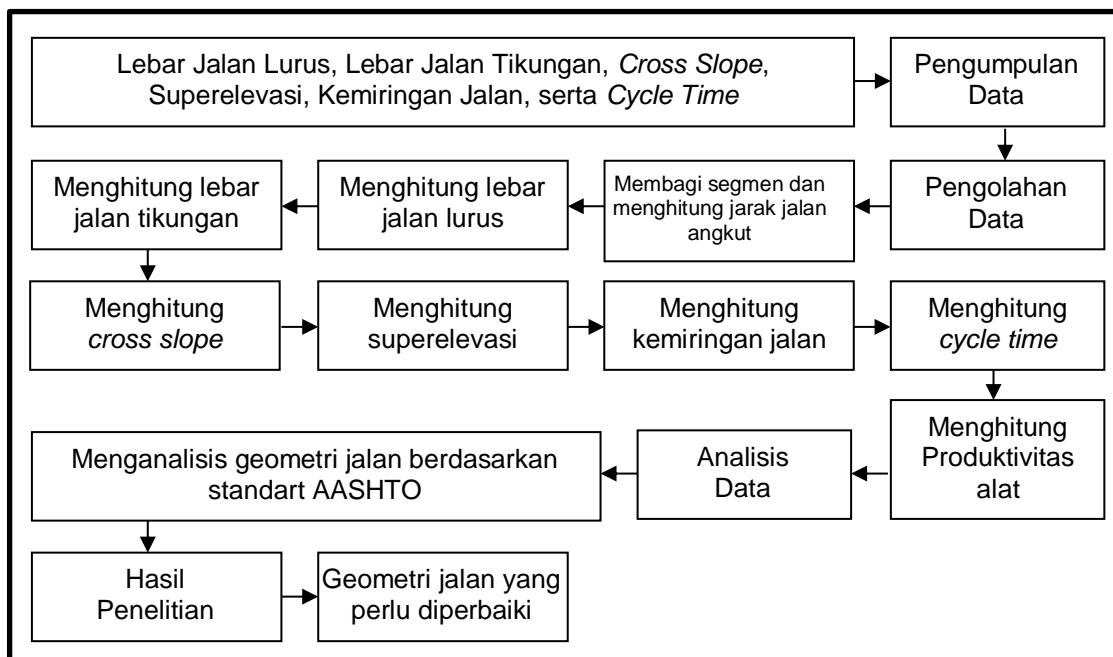 Lebar Jalan Lurus, Lebar Jalan Tikungan, Cross Slope,
Superelevasi, Kemiringan Jalan, serta Cycle Time
Pengumpulan
Data
Pengolahan
Data
Membagi segmen dan
menghitung jarak jalan
angkut
Menghitung lebar
jalan lurus
Menghitung lebar
jalan tikungan
Menghitung
cross slope
Menghitung
superelevasi
Menghitung
kemiringan jalan
Menghitung
cycle time
Menghitung
Produktivitas
alat
Analisis
Data
Menganalisis geometri jalan berdasarkan
standart AASHTO
Hasil
Penelitian
Geometri jalan yang
perlu diperbaiki